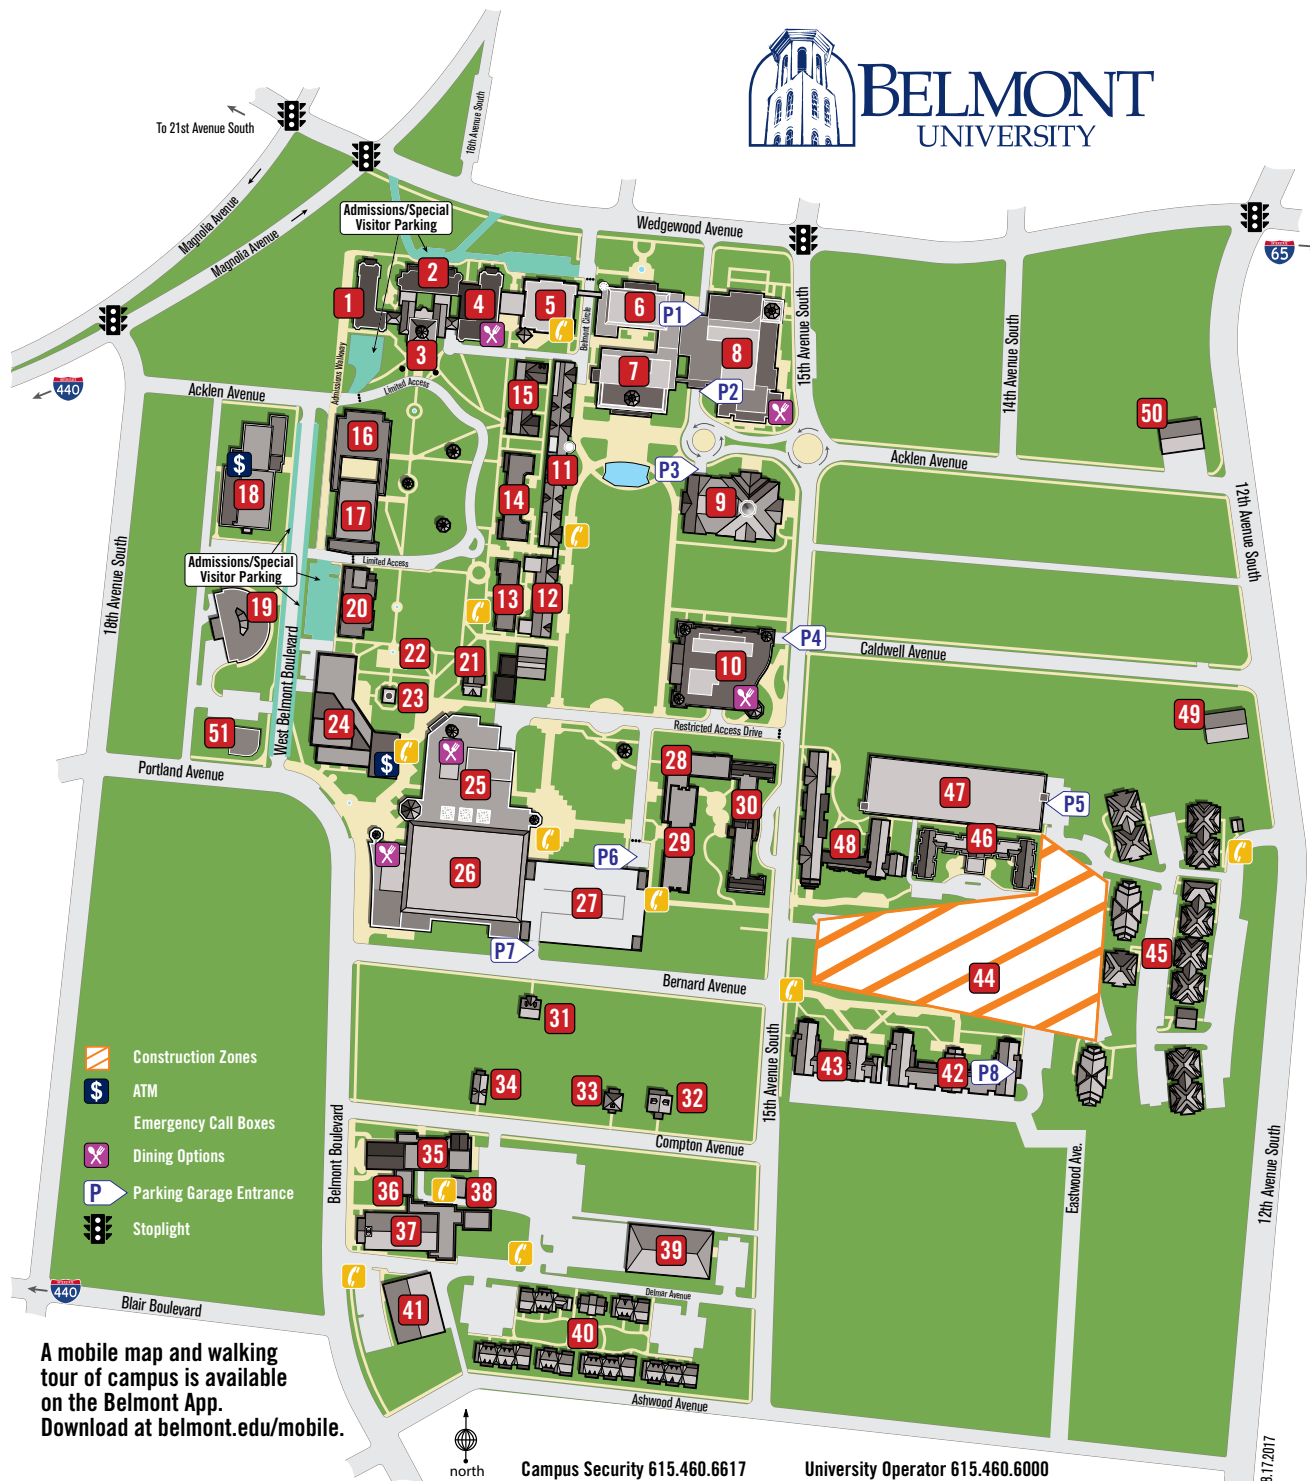 BELMONT
UNIVERSITY
To 21st Avenue South
16th Avenue South
Magnolia Avenue
Magnolia Avenue
Admissions/Special
Visitor Parking
Wedgewood Avenue
65
1
2
3
4
5
6
7
8
P1
P2
Belmont Circle
15th Avenue South
14th Avenue South
440
Acklen Avenue
Admissions Walkway
Limited Access
15
16
11
14
17
18
$
P3
9
Acklen Avenue
50
12th Avenue South
18th Avenue South
Admissions/Special
Visitor Parking
Limited Access
19
20
13
12
22
21
23
10
P4
Caldwell Avenue
West Belmont Boulevard
24
51
$
25
Restricted Access Drive
49
Portland Avenue
28
30
29
47
P5
46
48
26
27
P6
P7
45
44
Bernard Avenue
31
34
33
32
15th Avenue South
43
42
P8
Construction Zones
$ ATM
Emergency Call Boxes
Dining Options
P Parking Garage Entrance
Stoplight
Belmont Boulevard
Compton Avenue
35
36
38
37
39
Eastwood Ave.
12th Avenue South
440
Blair Boulevard
41
Delmar Avenue
40
Ashwood Avenue
A mobile map and walking
tour of campus is available
on the Belmont App.
Download at belmont.edu/mobile.
north
Campus Security 615.460.6617
University Operator 615.460.6000
8.17.2017